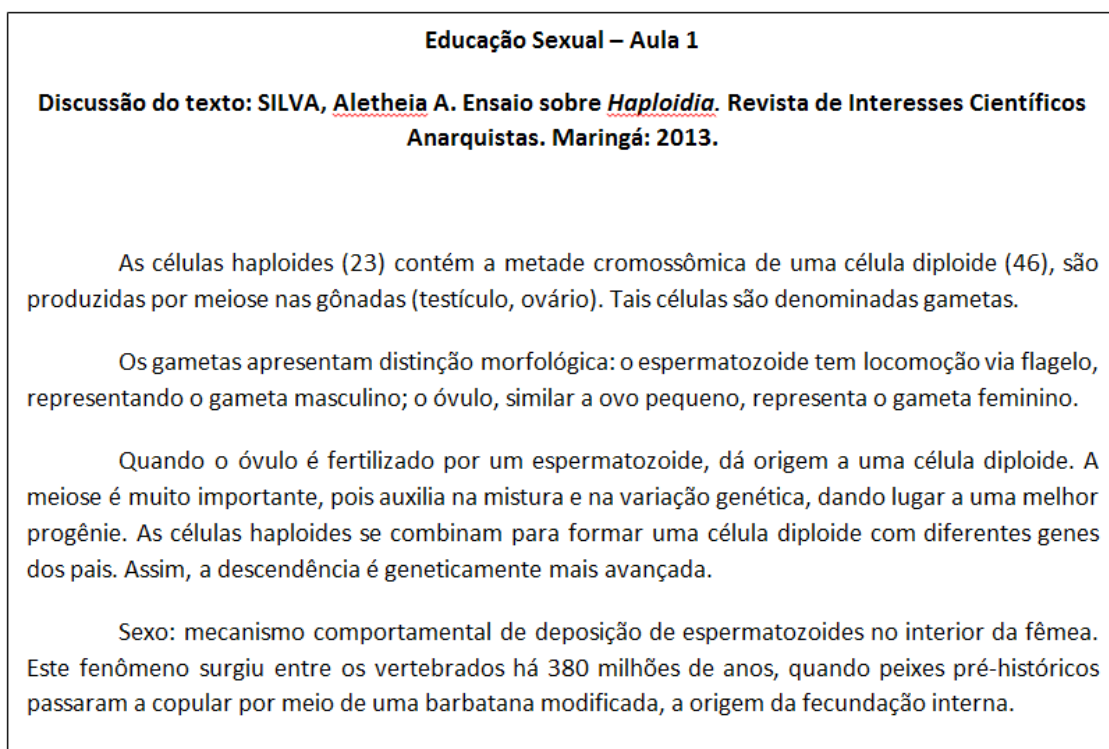 Educação Sexual – Aula 1
Discussão do texto: SILVA, Aletheia A. Ensaio sobre Haploidia. Revista de Interesses Científicos
Anarquistas. Maringá: 2013.
As células haploides (23) contém a metade cromossômica de uma célula diploide (46), são
produzidas por meiose nas gônadas (testículo, ovário). Tais células são denominadas gametas.
Os gametas apresentam distinção morfológica: o espermatozoide tem locomoção via flagelo,
representando o gameta masculino; o óvulo, similar a ovo pequeno, representa o gameta feminino.
Quando o óvulo é fertilizado por um espermatozoide, dá origem a uma célula diploide. A
meiose é muito importante, pois auxilia na mistura e na variação genética, dando lugar a uma melhor
progênie. As células haploides se combinam para formar uma célula diploide com diferentes genes
dos pais. Assim, a descendência é geneticamente mais avançada.
Sexo: mecanismo comportamental de deposição de espermatozoides no interior da fêmea.
Este fenômeno surgiu entre os vertebrados há 380 milhões de anos, quando peixes pré-históricos
passaram a copular por meio de uma barbatana modificada, a origem da fecundação interna.